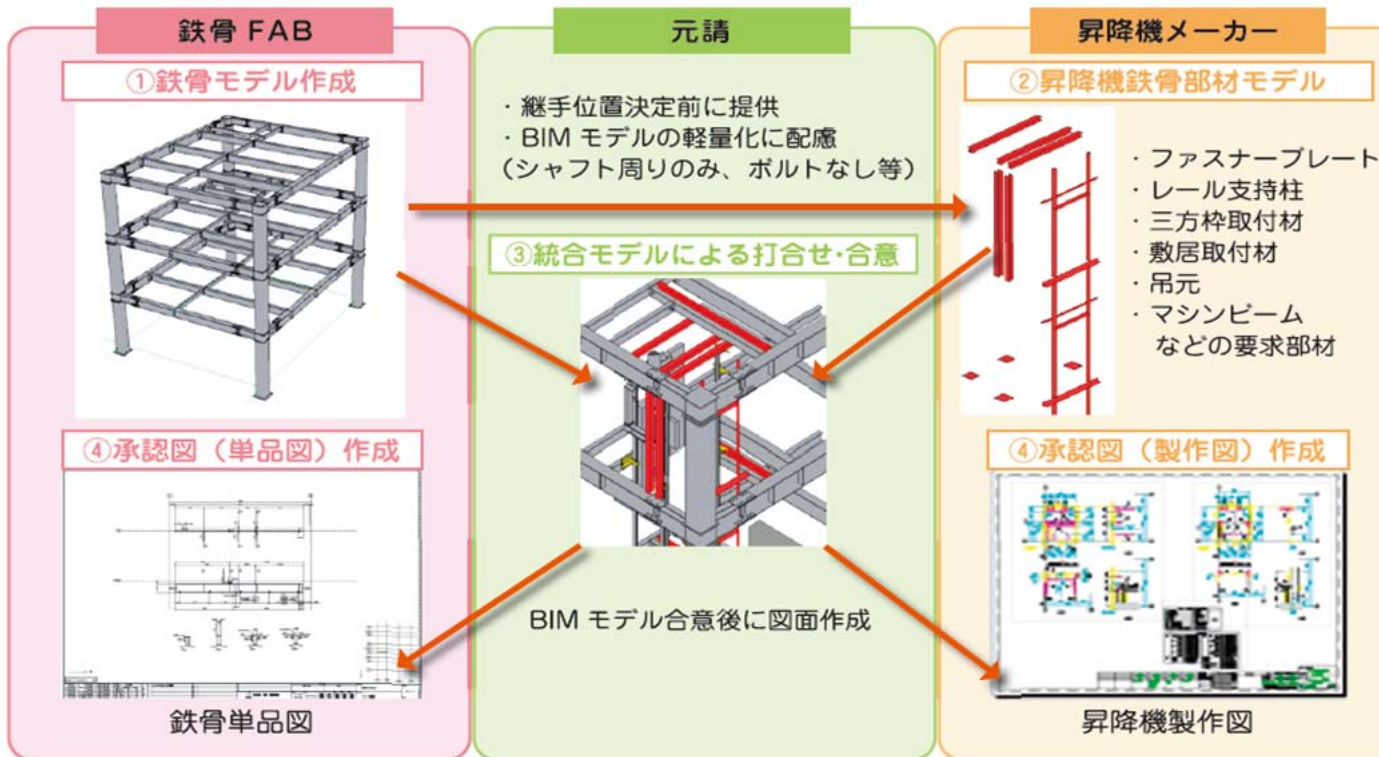 鉄骨 FAB
①鉄骨モデル作成
④承認図（単品図）作成
鉄骨単品図
元請
・継手位置決定前に提供
・BIM モデルの軽量化に配慮
（シャフト周りのみ、ボルトなし等）
③統合モデルによる打合せ・合意
BIM モデル合意後に図面作成
昇降機メーカー
②昇降機鉄骨部材モデル
・ファスナープレート
・レール支持柱
・三方枠取付材
・敷居取付材
・吊元
・マシンビーム
などの要求部材
④承認図（製作図）作成
昇降機製作図